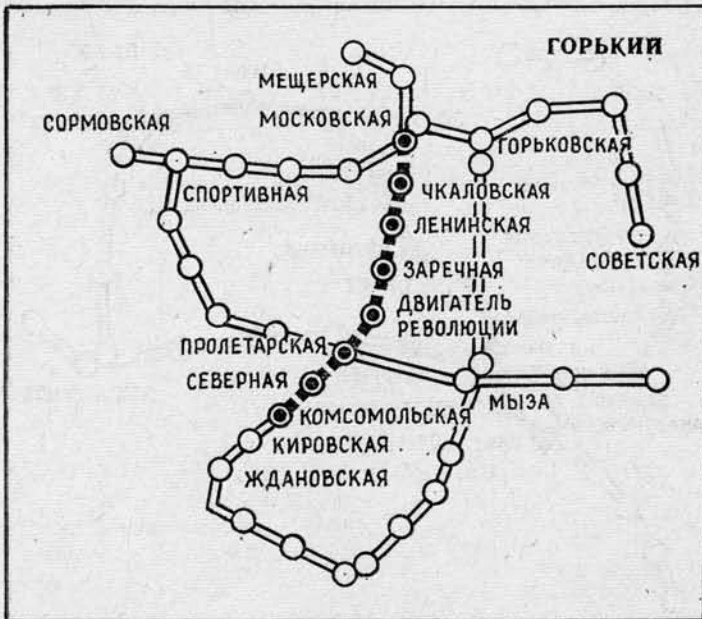 ГОРЬКИЙ
МЕЩЕРСКАЯ
МОСКОВСКАЯ
СОРМОВСКАЯ
ГОРЬКОВСКАЯ
СПОРТИВНАЯ
ЧКАЛОВСКАЯ
ЛЕНИНСКАЯ
СОВЕТСКАЯ
ЗАРЕЧНАЯ
ДВИГАТЕЛЬ
РЕВОЛЮЦИИ
ПРОЛЕТАРСКАЯ
СЕВЕРНАЯ
МЫЗА
КОМСОМОЛЬСКАЯ
КИРОВСКАЯ
ЖДАНОВСКАЯ